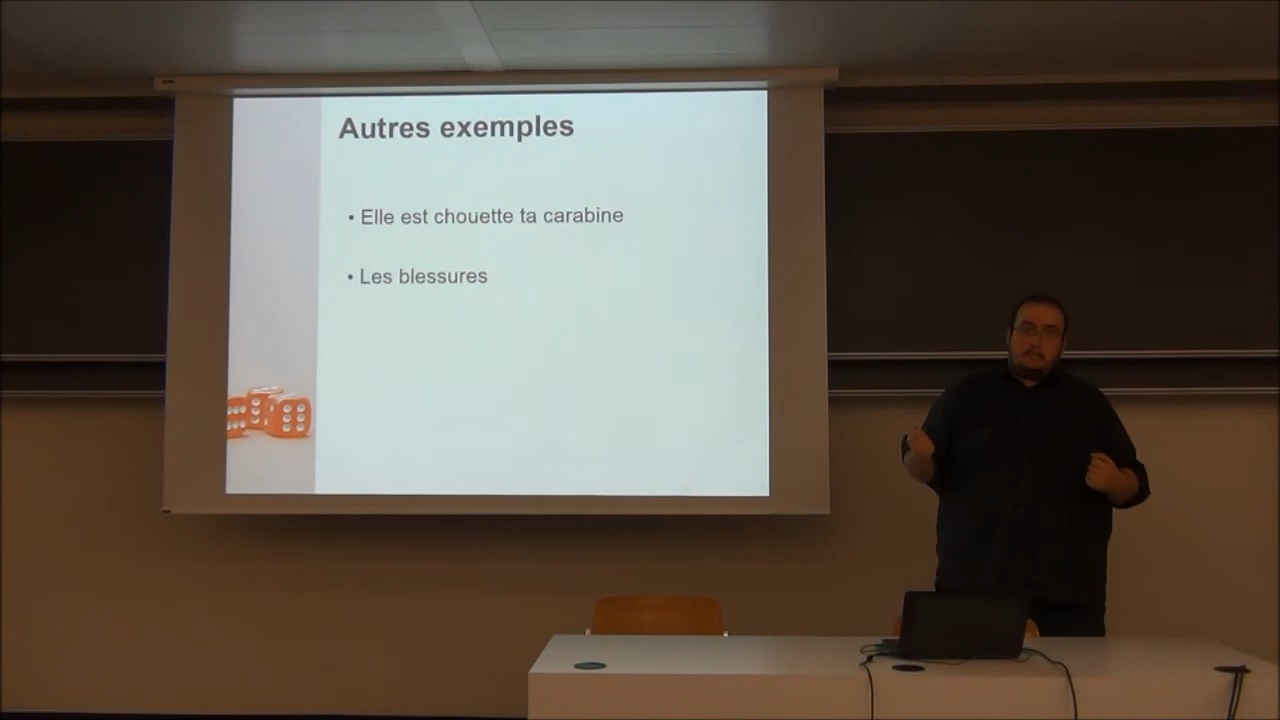 Autres exemples
• Elle est chouette ta carabine
• Les blessures